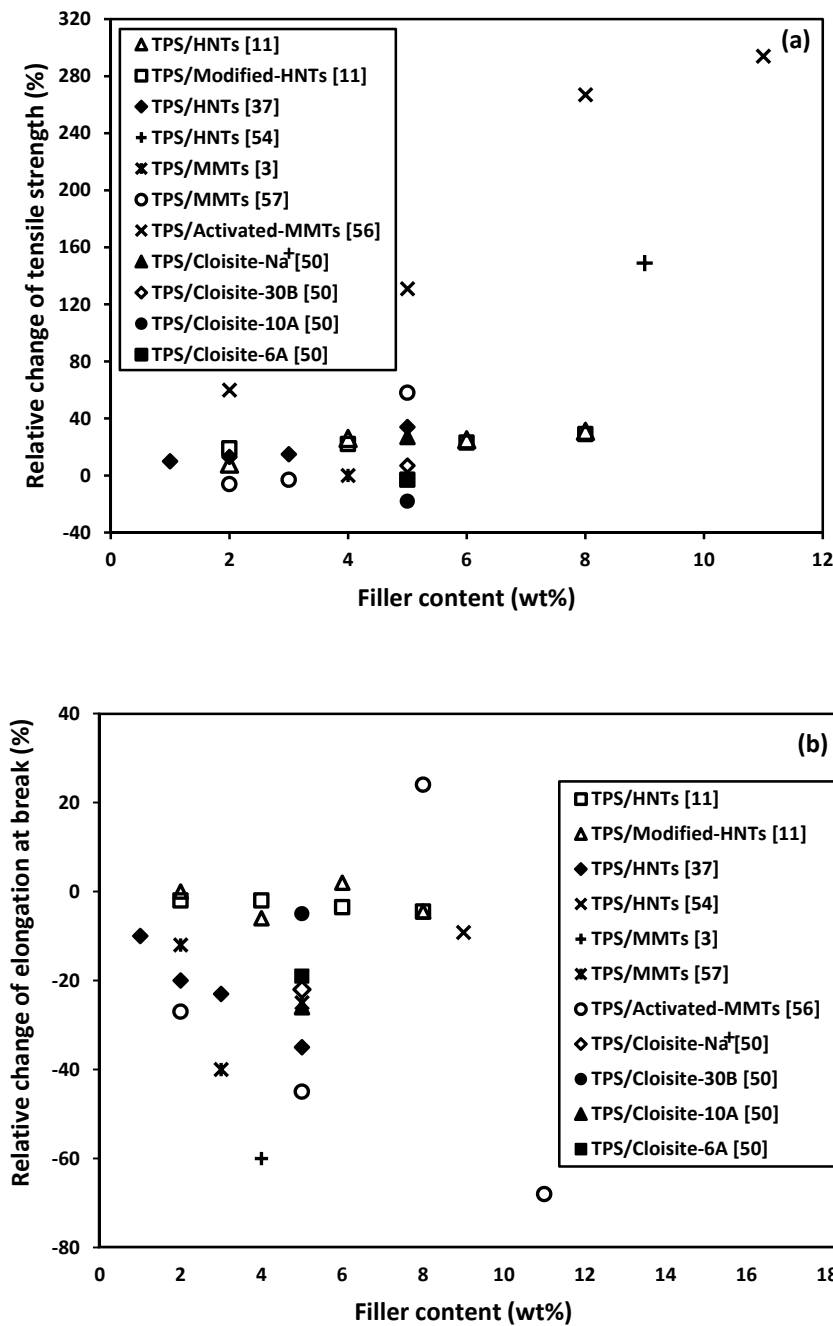 320
(a)
TPS/HNTs [11]
280
TPS/Modified-HNTs [11]
240
TPS/HNTs [37]
TPS/HNTs [54]
200
TPS/MMTs [3]
TPS/MMTs [57]
160
TPS/Activated-MMTs [56]
TPS/Cloisite-Na+ [50]
120
TPS/Cloisite-30B [50]
TPS/Cloisite-10A [50]
80
TPS/Cloisite-6A [50]
40
0
-40
Relative change of tensile strength (%)
0 2 4 6 8 10 12
Filler content (wt%)
40
(b)
20
TPS/HNTs [11]
TPS/Modified-HNTs [11]
0
TPS/HNTs [37]
TPS/HNTs [54]
TPS/MMTs [3]
-20
TPS/MMTs [57]
TPS/Activated-MMTs [56]
TPS/Cloisite-Na+ [50]
-40
TPS/Cloisite-30B [50]
TPS/Cloisite-10A [50]
TPS/Cloisite-6A [50]
-60
-80
Relative change of elongation at break (%)
0 2 4 6 8 10 12 14 16 18
Filler content (wt%)